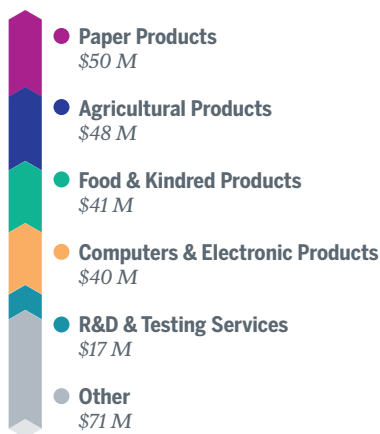 Paper Products
$50 M
Agricultural Products
$48 M
Food & Kindred Products
$41 M
Computers & Electronic Products
$40 M
R&D & Testing Services
$17 M
Other
$71 M